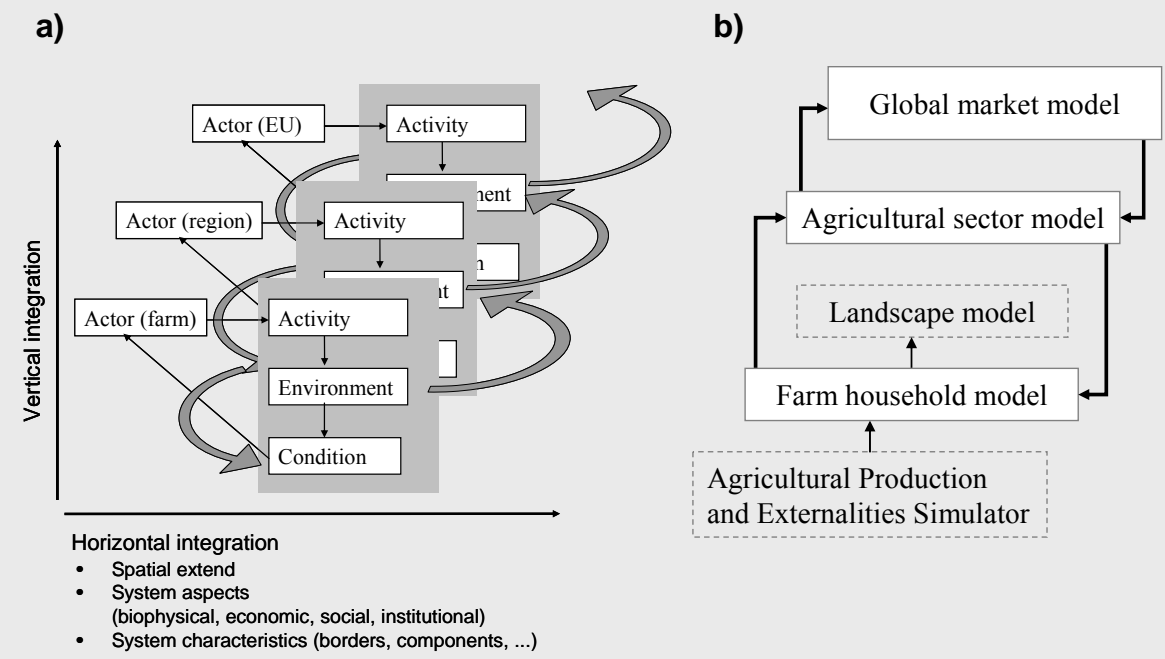 a)
Actor (EU)
Activity
ment
Actor (region)
Activity
n
nt
Actor (farm)
Activity
Environment
Condition
Vertical integration
Horizontal integration
• Spatial extend
• System aspects
(biophysical, economic, social, institutional)
• System characteristics (borders, components, ...)
b)
Global market model
Agricultural sector model
Landscape model
Farm household model
Agricultural Production
and Externalities Simulator